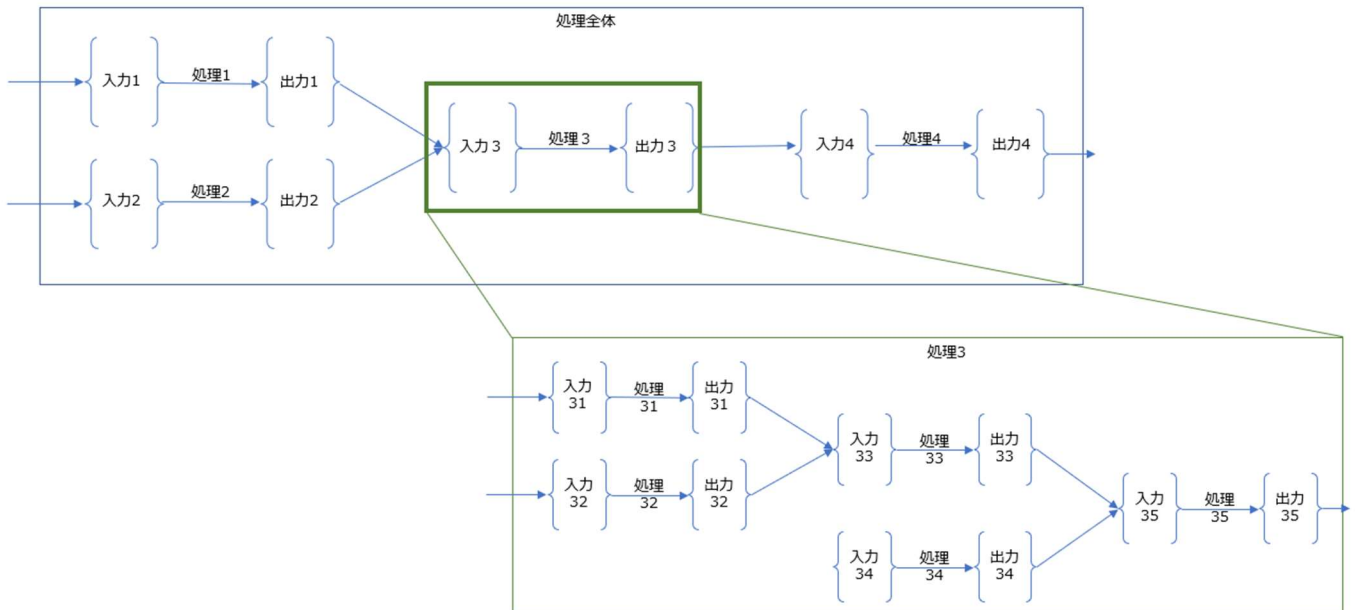 処理全体
入力1
処理1
出力1
入力2
処理2
出力2
入力３
処理３
出力３
入力4
処理4
出力4
処理3
入力
31
処理
31
出力
31
入力
32
処理
32
出力
32
入力
33
処理
33
出力
33
入力
34
処理
34
出力
34
入力
35
処理
35
出力
35